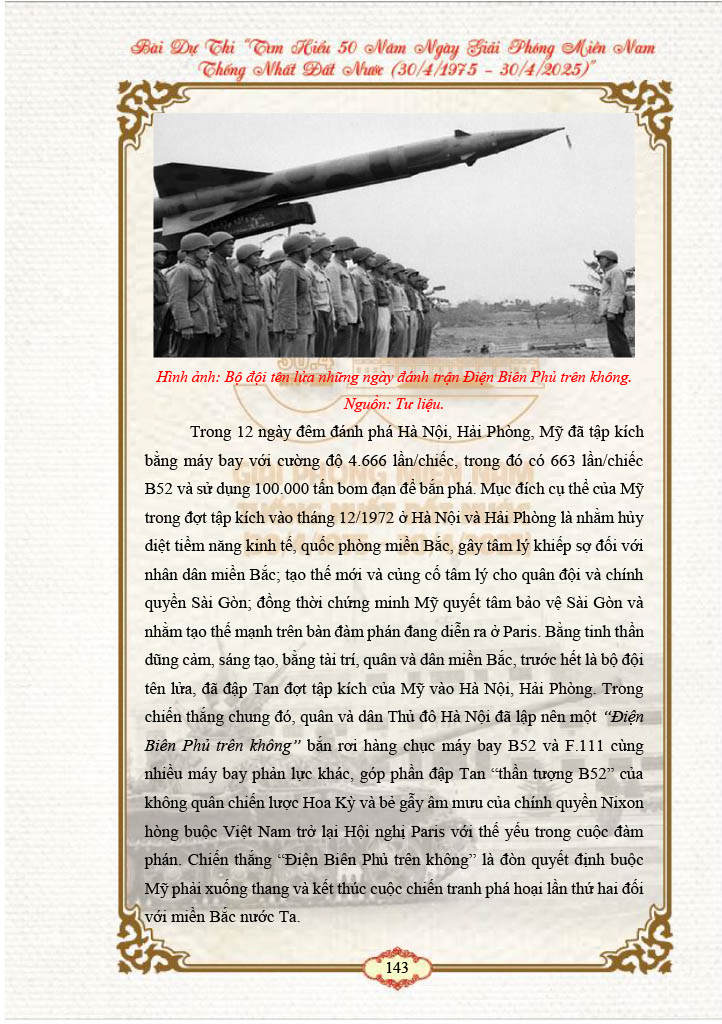 Bài Dự Thi “Tìm Hiểu 50 Năm Ngày Giải Phóng Miền Nam
Thống Nhất Đất Nước (30/4/1975 – 30/4/2025)”
Hình ảnh: Bộ đội tên lửa những ngày đánh trận Điện Biên Phủ trên không.
Nguồn: Tư liệu.
Trong 12 ngày đêm đánh phá Hà Nội, Hải Phòng, Mỹ đã tập kích
bằng máy bay với cường độ 4.666 lần/chiếc, trong đó có 663 lần/chiếc
B52 và sử dụng 100.000 tấn bom đạn để bắn phá. Mục đích cụ thể của Mỹ
trong đợt tập kích vào tháng 12/1972 ở Hà Nội và Hải Phòng là nhằm hủy
diệt tiềm năng kinh tế, quốc phòng miền Bắc, gây tâm lý khiếp sợ đối với
nhân dân miền Bắc; tạo thế mới và củng cố tâm lý cho quân đội và chính
quyền Sài Gòn; đồng thời chứng minh Mỹ quyết tâm bảo vệ Sài Gòn và
nhằm tạo thế mạnh trên bàn đàm phán đang diễn ra ở Paris. Bằng tinh thần
dũng cảm, sáng tạo, bằng tài trí, quân và dân miền Bắc, trước hết là bộ đội
tên lửa, đã đập Tan đợt tập kích của Mỹ vào Hà Nội, Hải Phòng. Trong
chiến thắng chung đó, quân và dân Thủ đô Hà Nội đã lập nên một “Điện
Biên Phủ trên không” bắn rơi hàng chục máy bay B52 và F.111 cùng
nhiều máy bay phản lực khác, góp phần đập Tan “thần tượng B52” của
không quân chiến lược Hoa Kỳ và bẻ gẫy âm mưu của chính quyền Nixon
hòng buộc Việt Nam trở lại Hội nghị Paris với thế yếu trong cuộc đàm
phán. Chiến thắng “Điện Biên Phủ trên không” là đòn quyết định buộc
Mỹ phải xuống thang và kết thúc cuộc chiến tranh phá hoại lần thứ hai đối
với miền Bắc nước Ta.
143